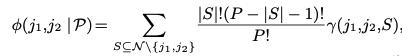 ϕ(j₁,j₂ | 𝒫) = ∑_{S⊆𝒩\{j₁,j₂}} |S|!(P − |S| − 1)! / P! γ(j₁,j₂,S),